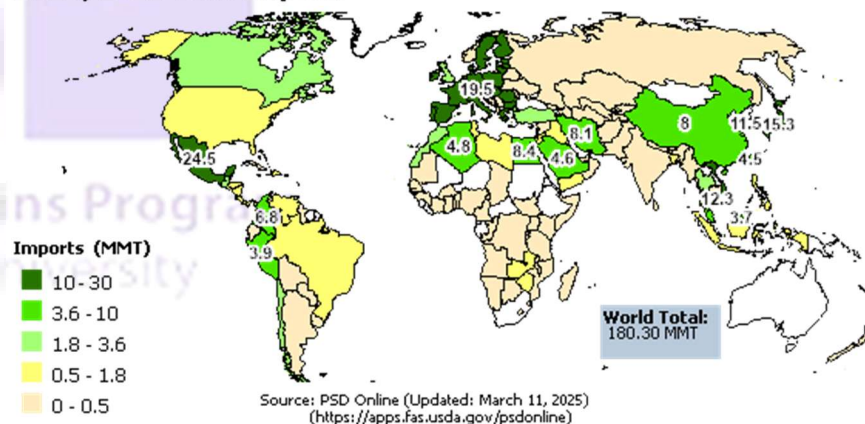 19.5
8
11.5
15.3
8.1
4.8
8.4
4.6
4.5
24.5
12.3
3.7
6.8
3.9
ns Progra
versity
Imports (MMT)
10 - 30
3.6 - 10
1.8 - 3.6
0.5 - 1.8
0 - 0.5
World Total:
180.30 MMT
Source: PSD Online (Updated: March 11, 2025)
(https://apps.fas.usda.gov/psdonline)